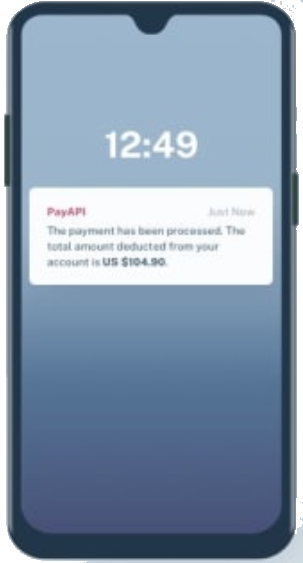 12:49
PayAPI Just Now
The payment has been processed. The
total amount deducted from your
account is US $104.90.